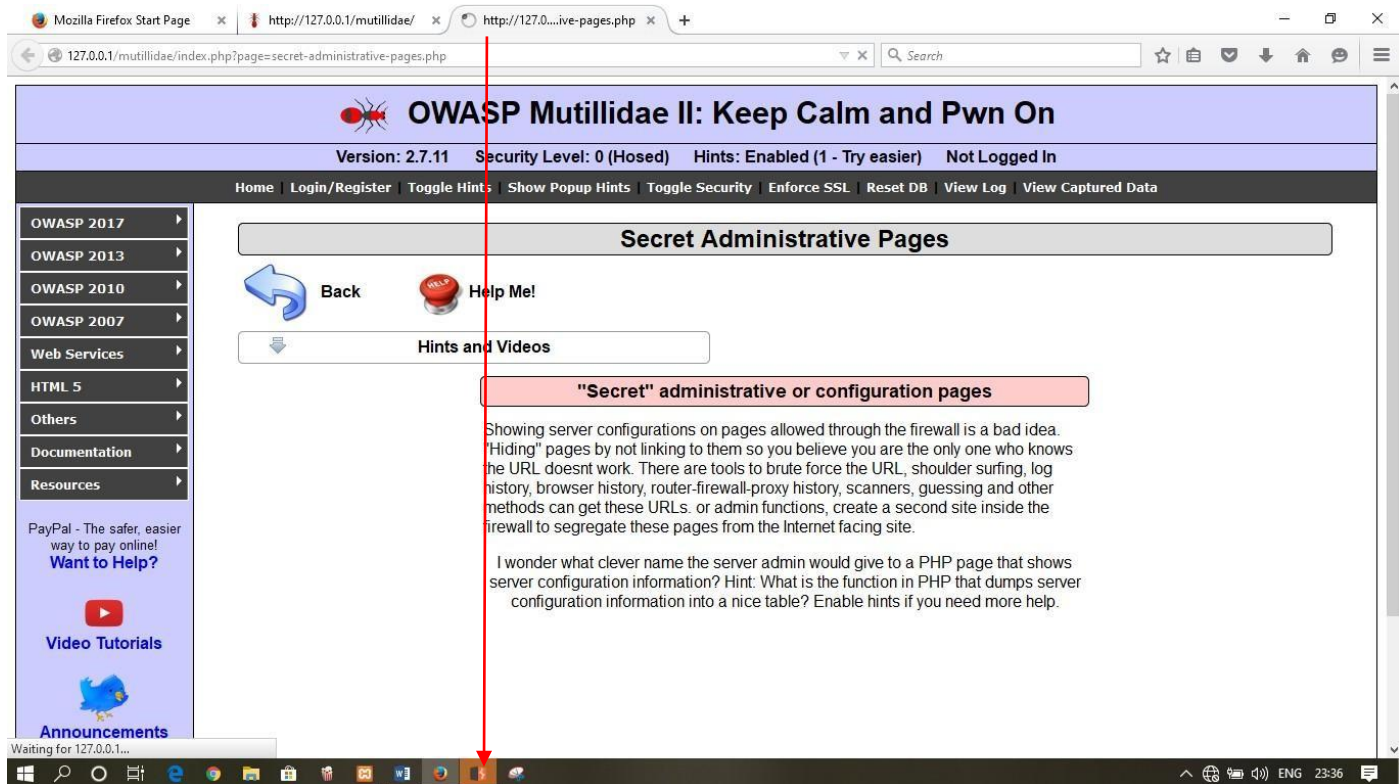 Mozilla Firefox Start Page
http://127.0.0.1/mutillidae/
http://127.0....ive-pages.php
127.0.0.1/mutillidae/index.php?page=secret-administrative-pages.php
Search
OWASP Mutillidae II: Keep Calm and Pwn On
Version: 2.7.11 Security Level: 0 (Hosed) Hints: Enabled (1 - Try easier) Not Logged In
Home | Login/Register | Toggle Hints | Show Popup Hints | Toggle Security | Enforce SSL | Reset DB | View Log | View Captured Data
OWASP 2017
OWASP 2013
OWASP 2010
OWASP 2007
Web Services
HTML 5
Others
Documentation
Resources
PayPal - The safer, easier
way to pay online!
Want to Help?
Video Tutorials
Announcements
Secret Administrative Pages
Back
HELP
Help Me!
Hints and Videos
"Secret" administrative or configuration pages
Showing server configurations on pages allowed through the firewall is a bad idea.
"Hiding" pages by not linking to them so you believe you are the only one who knows
the URL doesnt work. There are tools to brute force the URL, shoulder surfing, log
history, browser history, router-firewall-proxy history, scanners, guessing and other
methods can get these URLs. or admin functions, create a second site inside the
firewall to segregate these pages from the Internet facing site.
I wonder what clever name the server admin would give to a PHP page that shows
server configuration information? Hint: What is the function in PHP that dumps server
configuration information into a nice table? Enable hints if you need more help.
Waiting for 127.0.0.1...
ENG 23:36